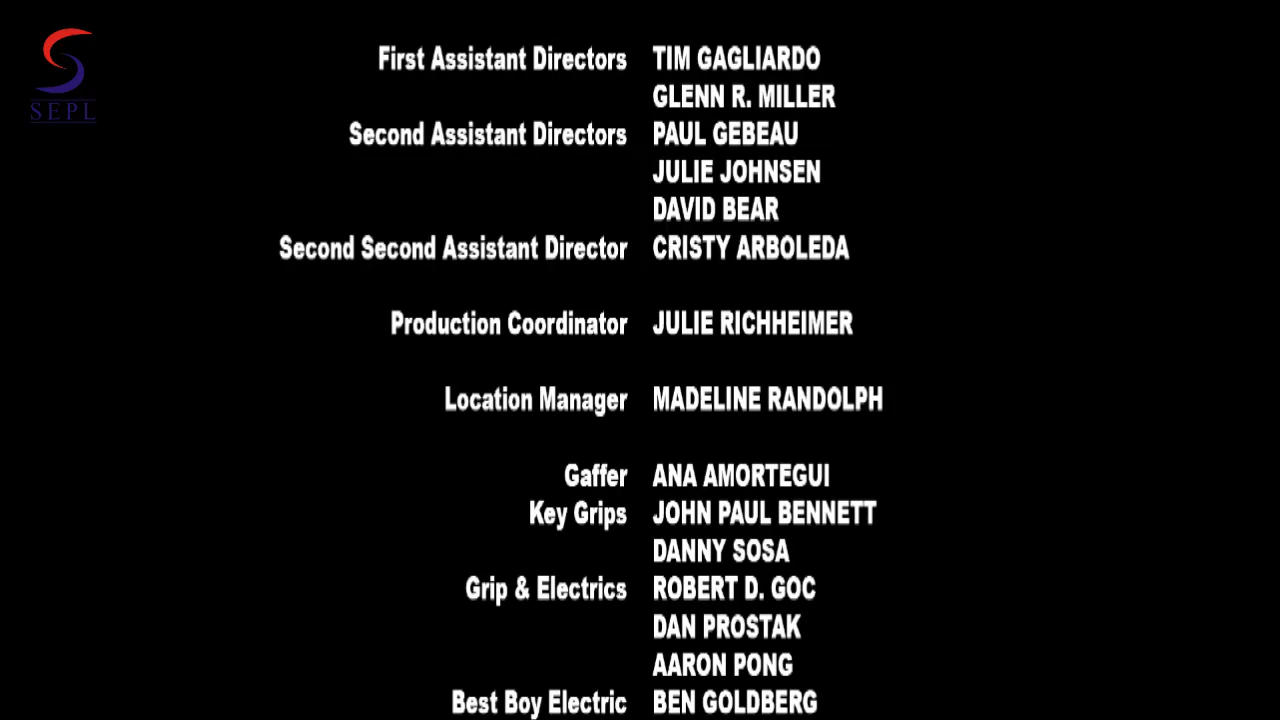 SEPL
First Assistant Directors TIM GAGLIARDO
GLENN R. MILLER
Second Assistant Directors PAUL GEBEAU
JULIE JOHNSEN
DAVID BEAR
Second Second Assistant Director CRISTY ARBOLEDA
Production Coordinator JULIE RICHHEIMER
Location Manager MADELINE RANDOLPH
Gaffer ANA AMORTEGUI
Key Grips JOHN PAUL BENNETT
DANNY SOSA
Grip & Electrics ROBERT D. GOC
DAN PROSTAK
AARON PONG
Best Boy Electric BEN GOLDBERG